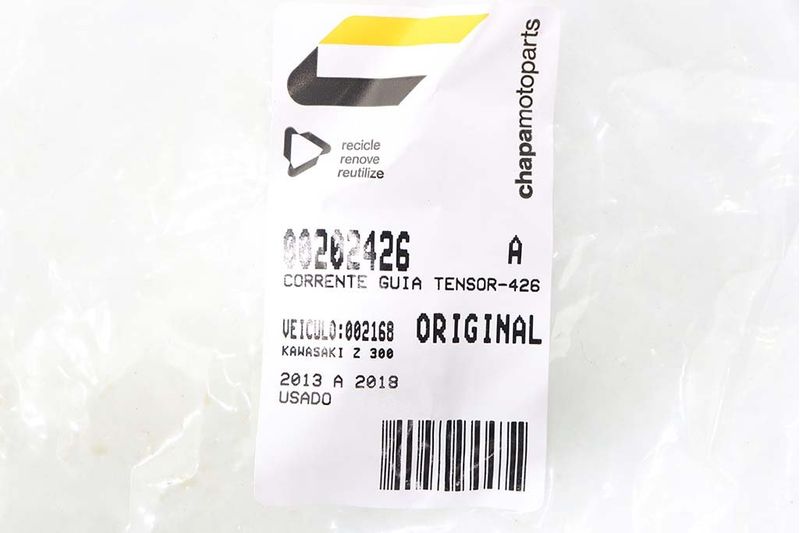 chapamotoparts
recicle
renove
reutilize
00202426 A
CORRENTE GUIA TENSOR-426
VEICULO:002168 ORIGINAL
KAWASAKI Z 300
2013 A 2018
USADO